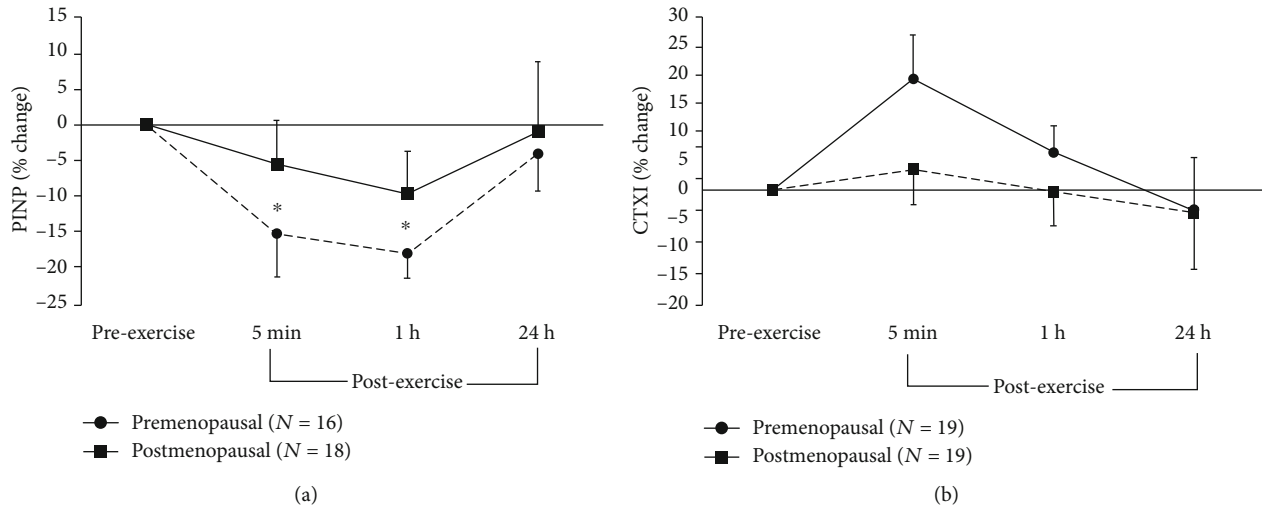 15
10
5
0
−5
−10
−15
−20
−25
PINP (% change)
*
*
Pre-exercise 5 min 1 h 24 h
Post-exercise
Premenopausal (N = 16)
Postmenopausal (N = 18)
(a)
30
25
20
15
10
5
0
−5
−10
−15
−20
CTXI (% change)
Pre-exercise 5 min 1 h 24 h
Post-exercise
Premenopausal (N = 19)
Postmenopausal (N = 19)
(b)